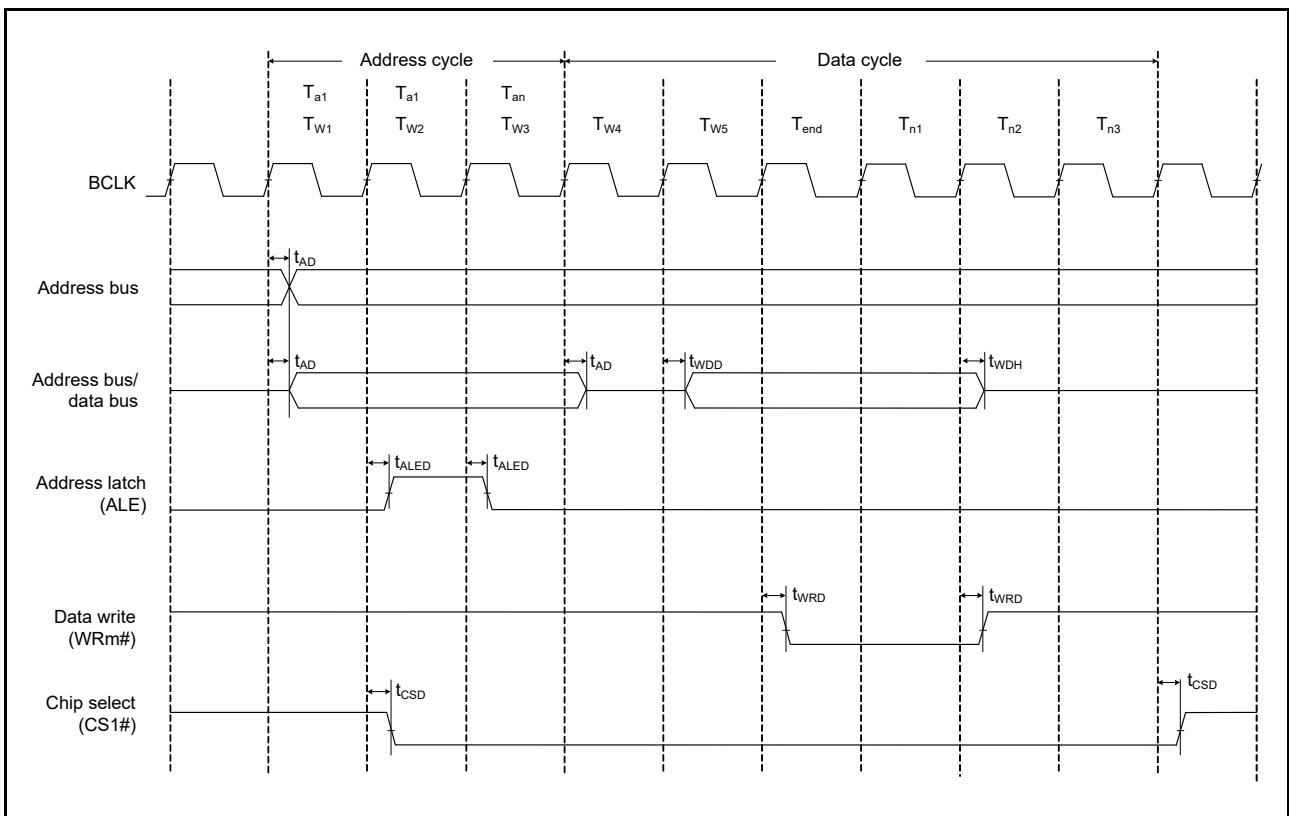 Address cycle Data cycle
Ta1 Ta1 Tan
TW1 TW2 TW3 TW4 TW5 Tend Tn1 Tn2 Tn3
BCLK
tAD
Address bus
tAD tAD tWDD tWDH
Address bus/
data bus
tALED tALED
Address latch
(ALE)
tWRD tWRD
Data write
(WRm#)
tCSD tCSD
Chip select
(CS1#)